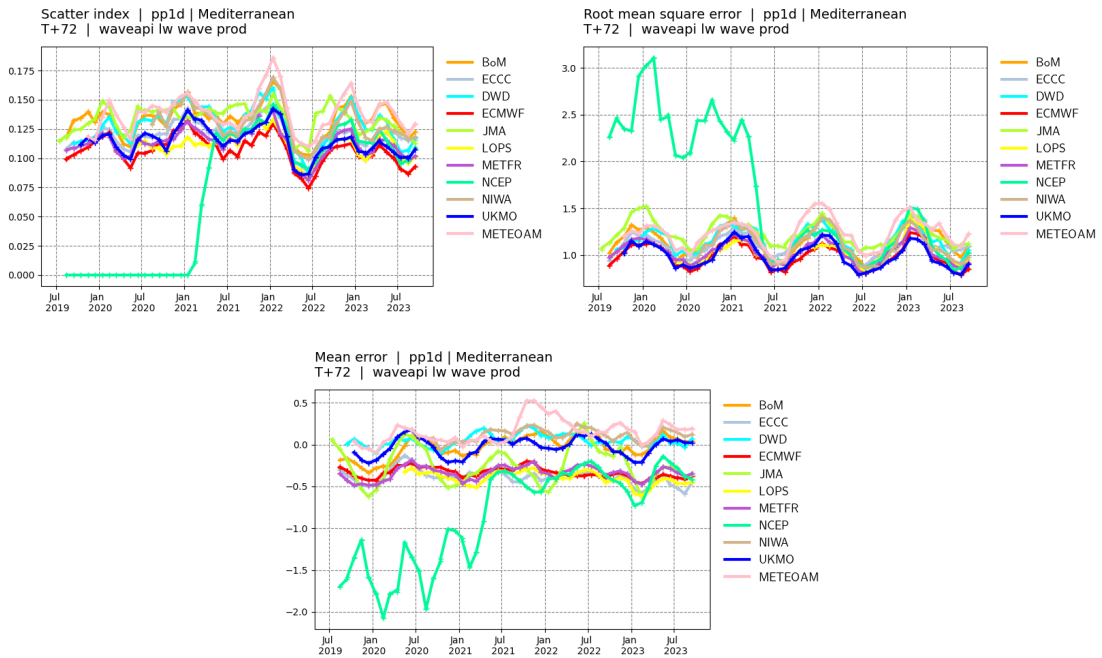 Scatter index | pp1d | Mediterranean
T+72 | waveapi lw wave prod
0.175
0.150
0.125
0.100
0.075
0.050
0.025
0.000
Jul Jan Jul Jan Jul Jan Jul Jan Jul
2019 2020 2020 2021 2021 2022 2022 2023 2023
BoM
ECCC
DWD
ECMWF
JMA
LOPS
METFR
NCEP
NIWA
UKMO
METEOAM
Root mean square error | pp1d | Mediterranean
T+72 | waveapi lw wave prod
3.0
2.5
2.0
1.5
1.0
Jul Jan Jul Jan Jul Jan Jul Jan Jul
2019 2020 2020 2021 2021 2022 2022 2023 2023
BoM
ECCC
DWD
ECMWF
JMA
LOPS
METFR
NCEP
NIWA
UKMO
METEOAM
Mean error | pp1d | Mediterranean
T+72 | waveapi lw wave prod
0.5
0.0
−0.5
−1.0
−1.5
−2.0
Jul Jan Jul Jan Jul Jan Jul Jan Jul
2019 2020 2020 2021 2021 2022 2022 2023 2023
BoM
ECCC
DWD
ECMWF
JMA
LOPS
METFR
NCEP
NIWA
UKMO
METEOAM